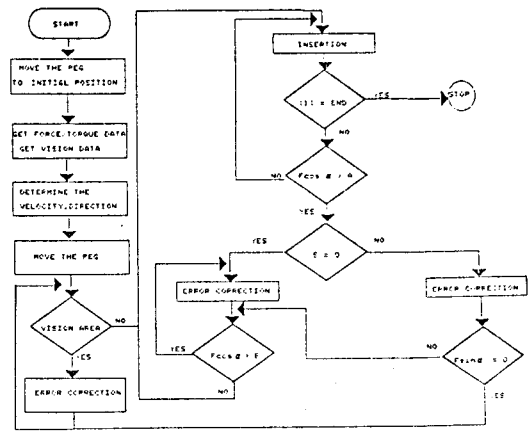 START
MOVE THE PEG
TO INITIAL POSITION
GET FORCE,TORQUE DATA
GET VISION DATA
DETERMINE THE
VELOCITY,DIRECTION
MOVE THE PEG
VISION AREA
NO
YES
ERROR CORRECTION
INSERTION
= END
YES
STOP
NO
NO
YES
YES
= 0
NO
ERROR CORRECTION
YES
NO
ERROR CORRECTION
NO
YES